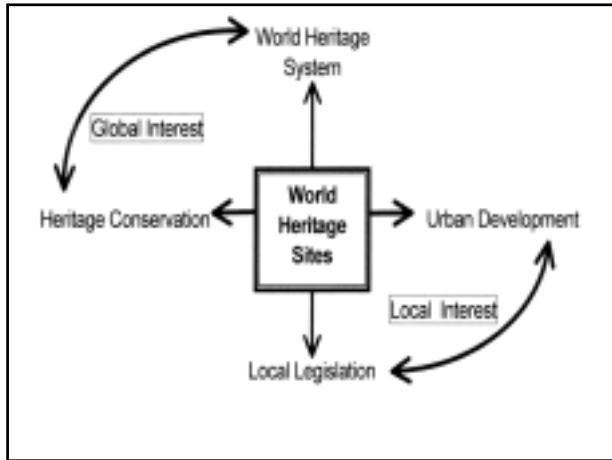 World Heritage
System
Global Interest
World
Heritage
Sites
Heritage Conservation
Urban Development
Local Interest
Local Legislation